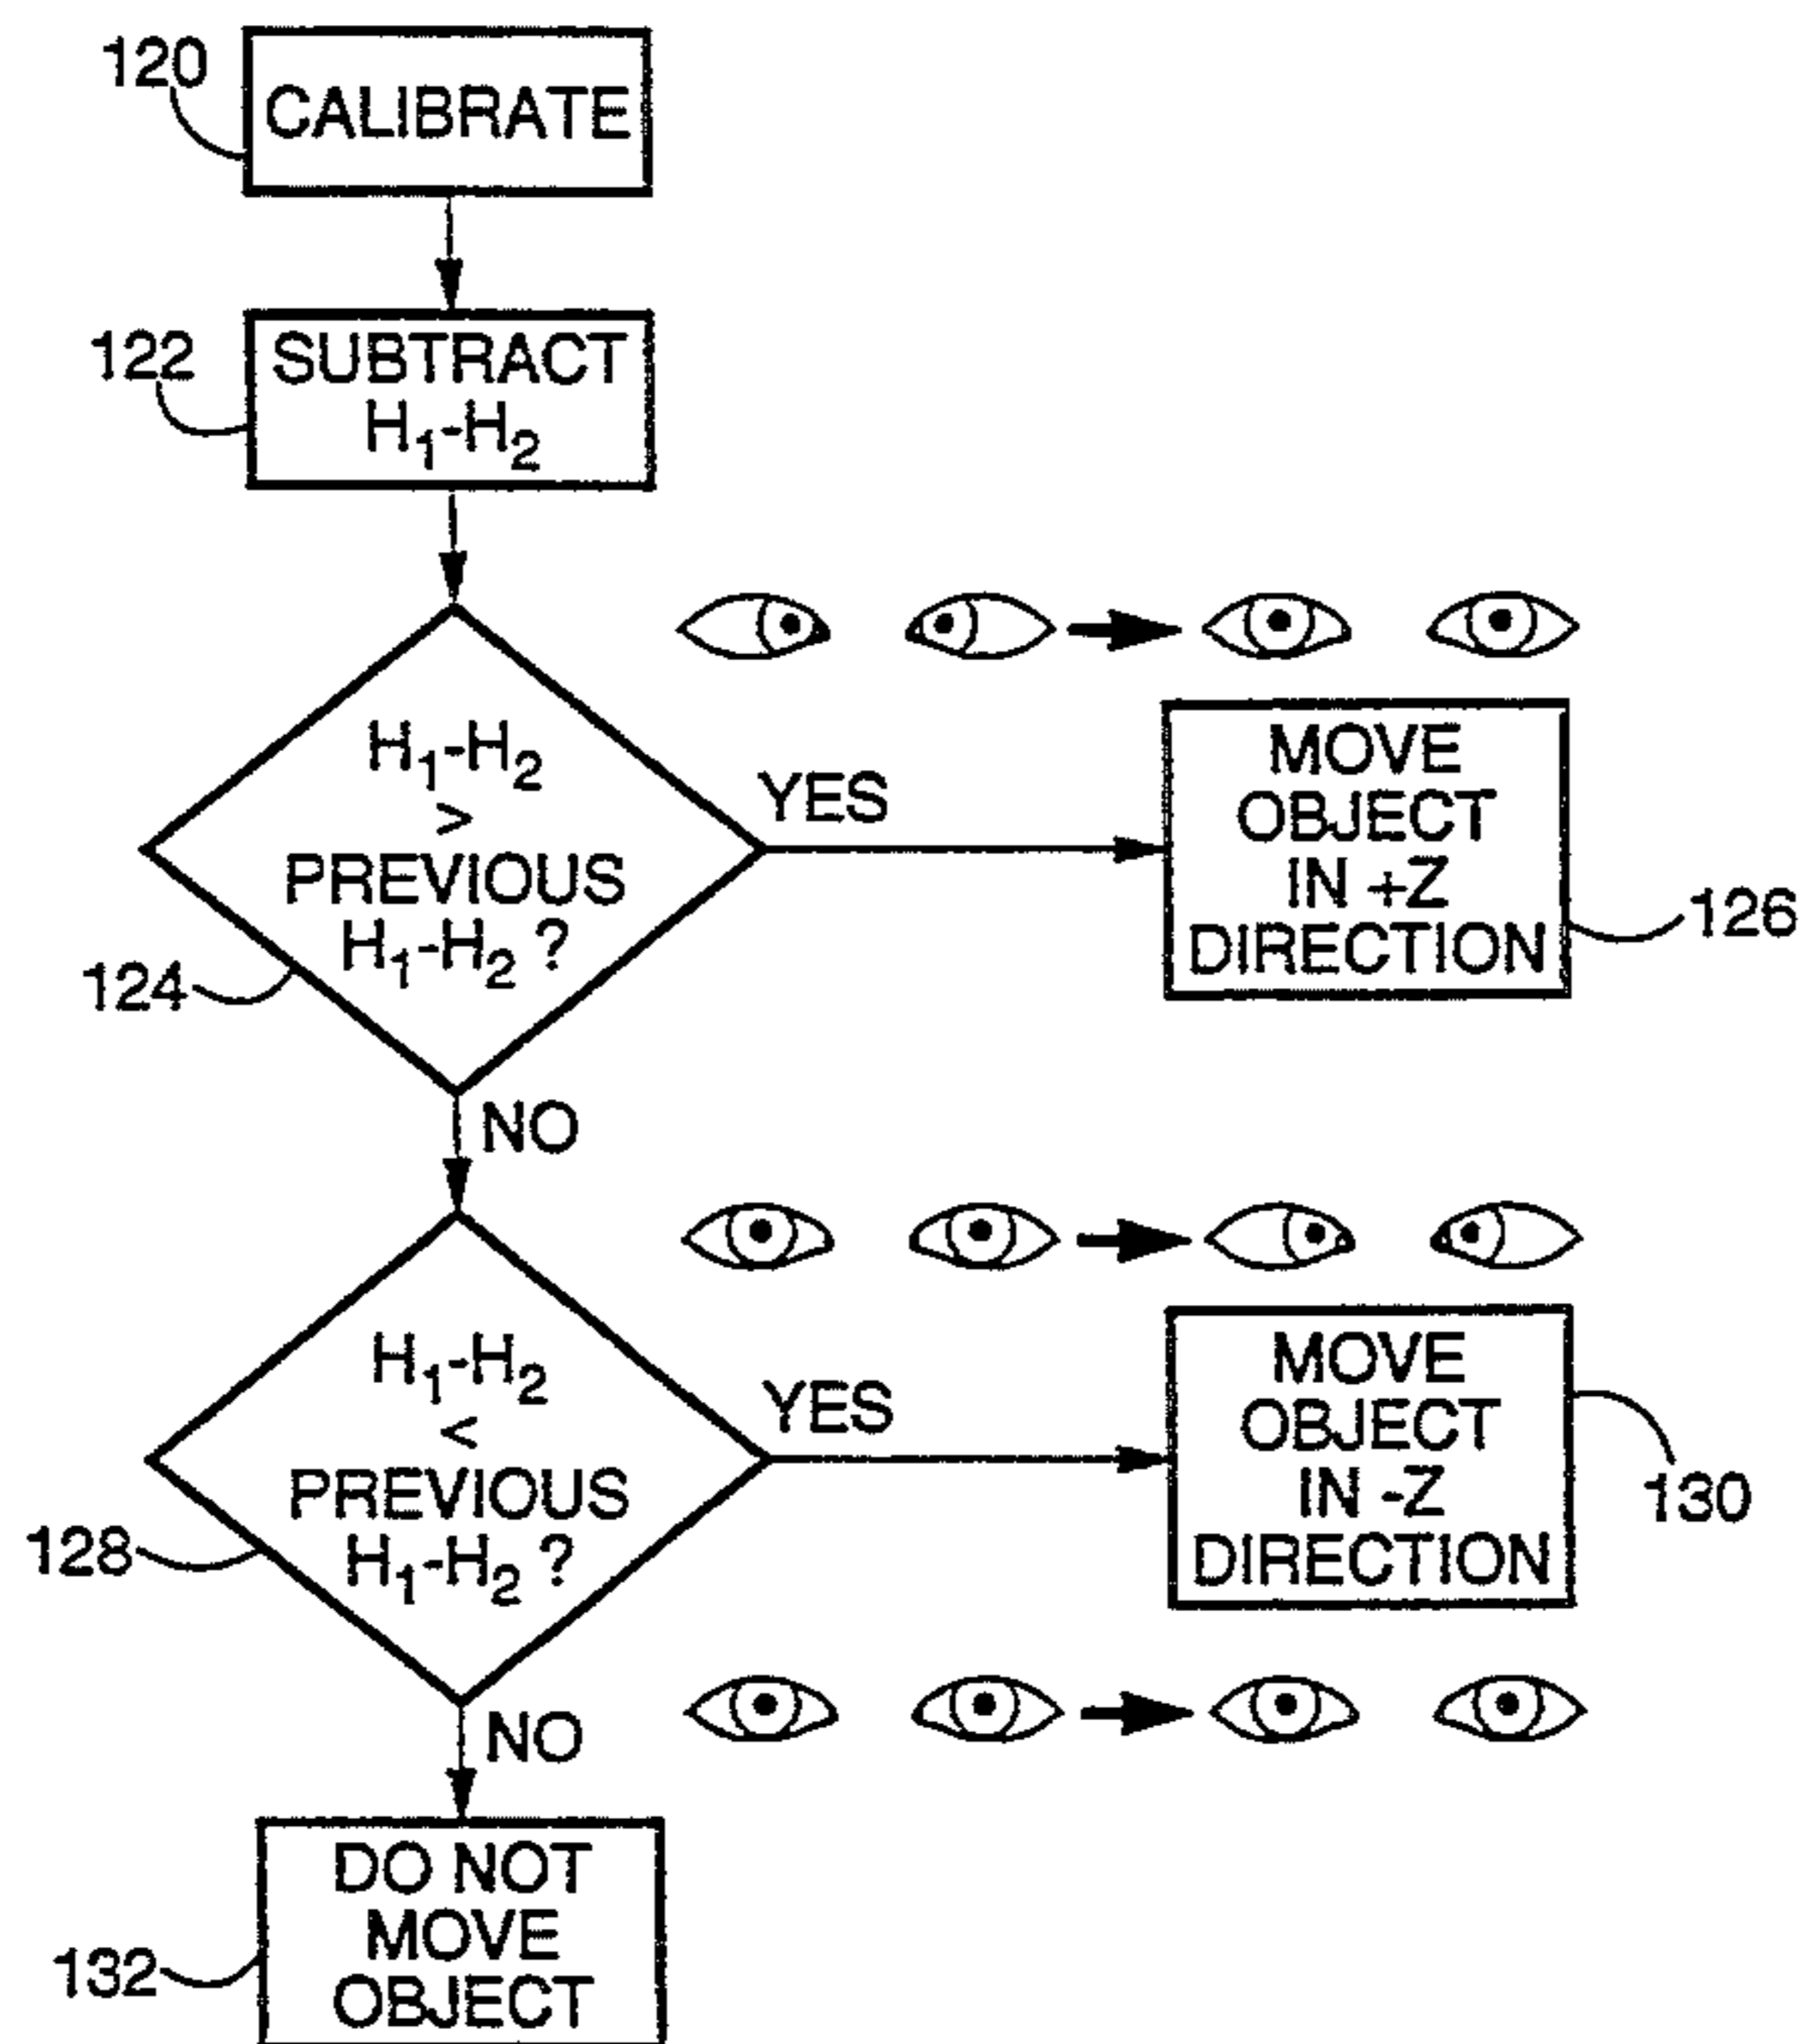 120
CALIBRATE
122
SUBTRACT
H1-H2
H1-H2
>
PREVIOUS
H1-H2 ?
124
YES
MOVE
OBJECT
IN +Z
DIRECTION
126
NO
H1-H2
<
PREVIOUS
H1-H2 ?
128
YES
MOVE
OBJECT
IN -Z
DIRECTION
130
NO
DO NOT
MOVE
OBJECT
132